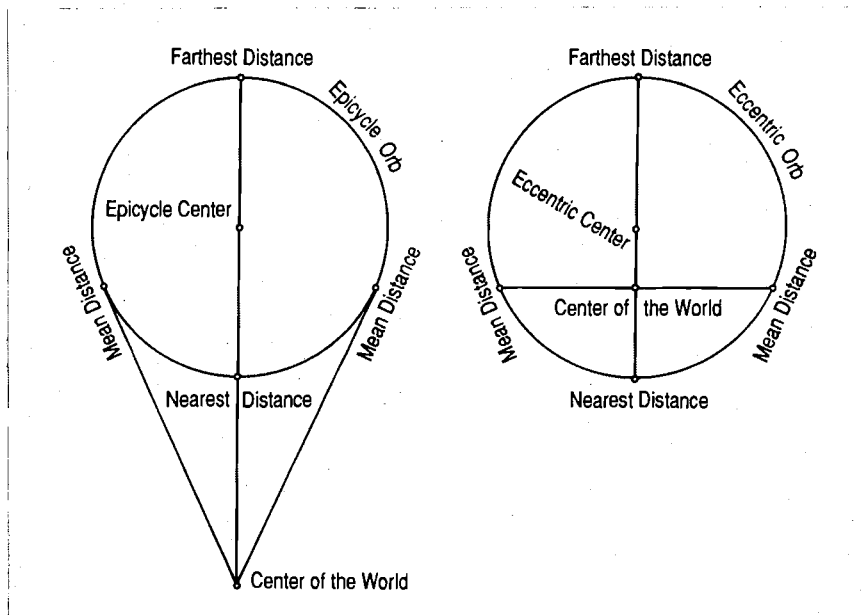 Farthest Distance
Epicycle Orb
Epicycle Center
Mean Distance
Mean Distance
Nearest Distance
Center of the World
Farthest Distance
Eccentric Orb
Eccentric Center
Center of the World
Mean Distance
Mean Distance
Nearest Distance